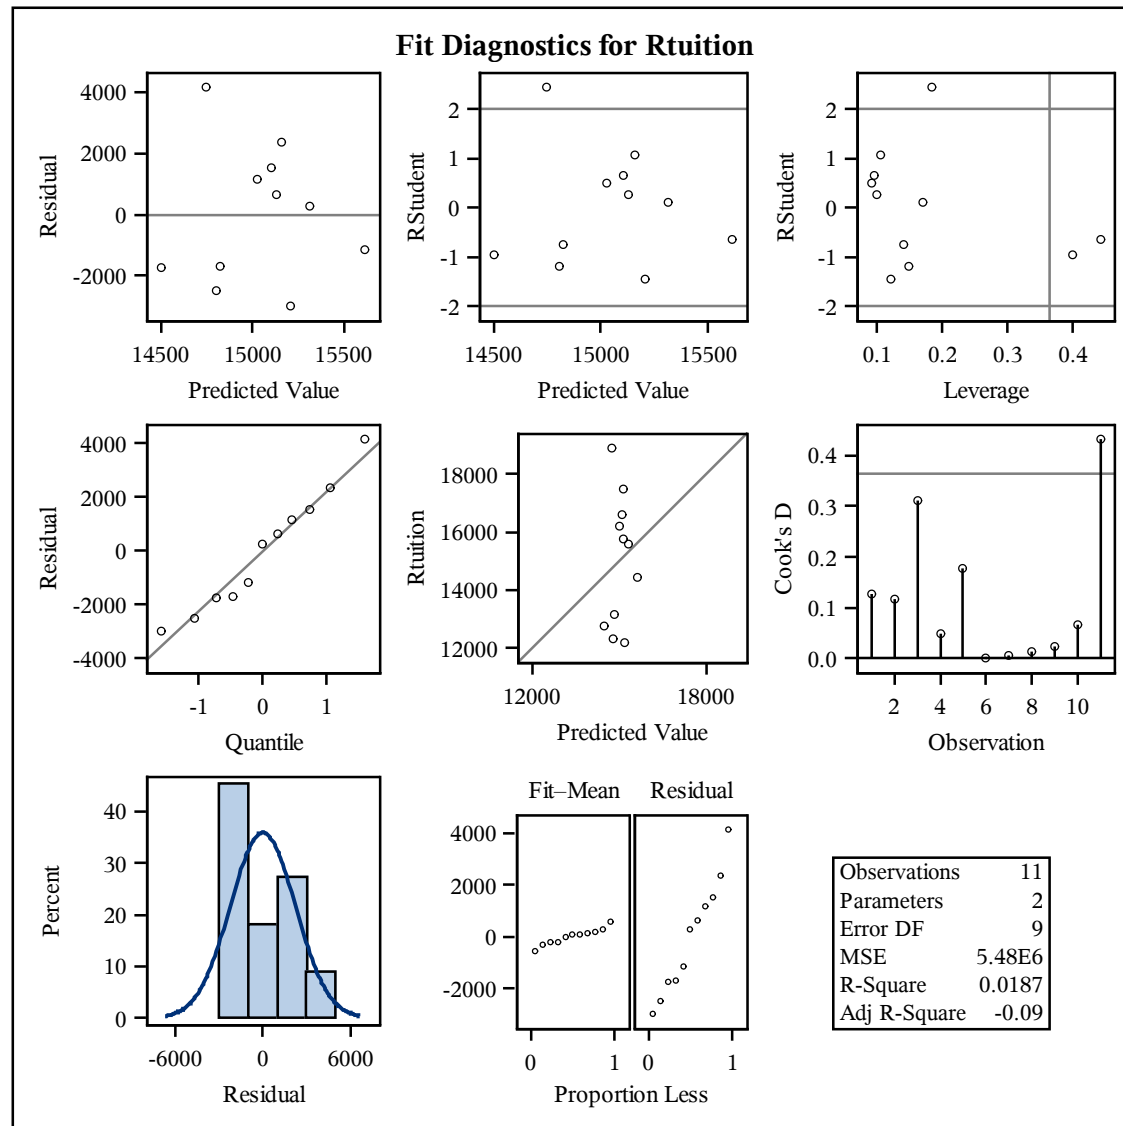 Fit Diagnostics for Rtuition
Residual
4000
2000
0
-2000
14500 15000 15500
Predicted Value
RStudent
2
1
0
-1
-2
14500 15000 15500
Predicted Value
RStudent
2
1
0
-1
-2
0.1 0.2 0.3 0.4
Leverage
Residual
4000
2000
0
-2000
-4000
-1 0 1
Quantile
Rtuition
18000
16000
14000
12000
12000 18000
Predicted Value
Cook's D
0.4
0.3
0.2
0.1
0.0
2 4 6 8 10
Observation
Percent
40
30
20
10
0
-6000 0 6000
Residual
Fit–Mean Residual
4000
2000
0
-2000
0 1 0 1
Proportion Less
Observations 11
Parameters 2
Error DF 9
MSE 5.48E6
R-Square 0.0187
Adj R-Square -0.09